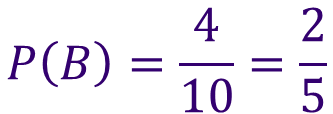 P(B) = 4/10 = 2/5